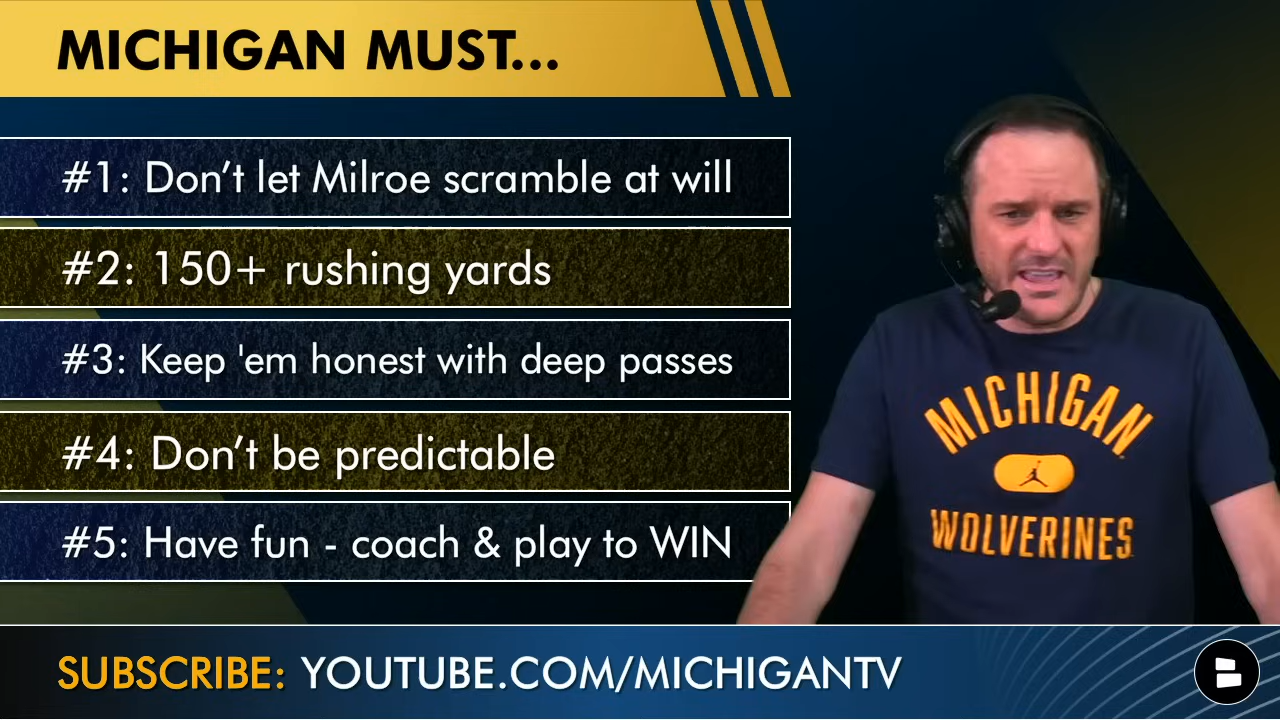 MICHIGAN MUST...
#1: Don’t let Milroe scramble at will
#2: 150+ rushing yards
#3: Keep 'em honest with deep passes
#4: Don’t be predictable
#5: Have fun - coach & play to WIN
MICHIGAN
WOLVERINES
SUBSCRIBE: YOUTUBE.COM/MICHIGANTV